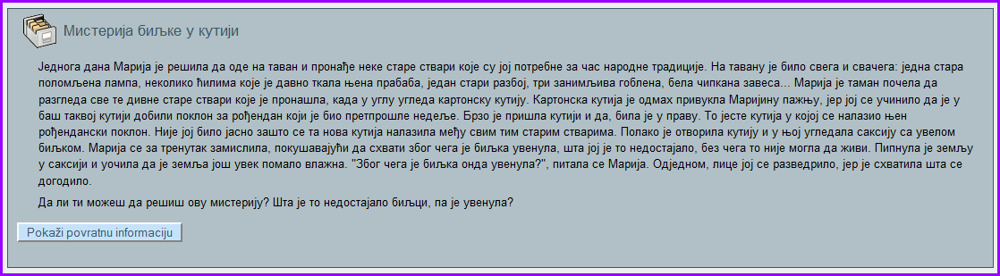 Мистерија биљке у кутији
Једнога дана Марија је решила да оде на таван и пронађе неке старе ствари које су јој потребне за час народне традиције. На тавану је било свега и свачега: једна стара
поломљена лампа, неколико ћилима које је давно ткала њена прабаба, један стари разбој, три занимљива гоблена, бела чипкана завеса... Марија је таман почела да
разгледа све те дивне старе ствари које је пронашла, када у углу угледа картонску кутију. Картонска кутија је одмах привукла Маријину пажњу, јер јој се учинило да је у
баш таквој кутији добили поклон за рођендан који је био претпрошле недеље. Брзо је пришла кутији и да, била је у праву. То јесте кутија у којој се налазио њен
рођендански поклон. Није јој било јасно зашто се та нова кутија налазила међу свим тим старим стварима. Полако је отворила кутију и у њој угледала саксију са увелом
биљком. Марија се за тренутак замислила, покушавајући да схвати због чега је биљка увенула, шта јој је то недостајало, без чега то није могла да живи. Пипнула је земљу
у саксији и уочила да је земља још увек помало влажна. "Због чега је биљка онда увенула?", питала се Марија. Одједном, лице јој се разведрило, јер је схватила шта се
догодило.
Да ли ти можеш да решиш ову мистерију? Шта је то недостајало биљци, па је увенула?
Pokaži povratnu informaciju